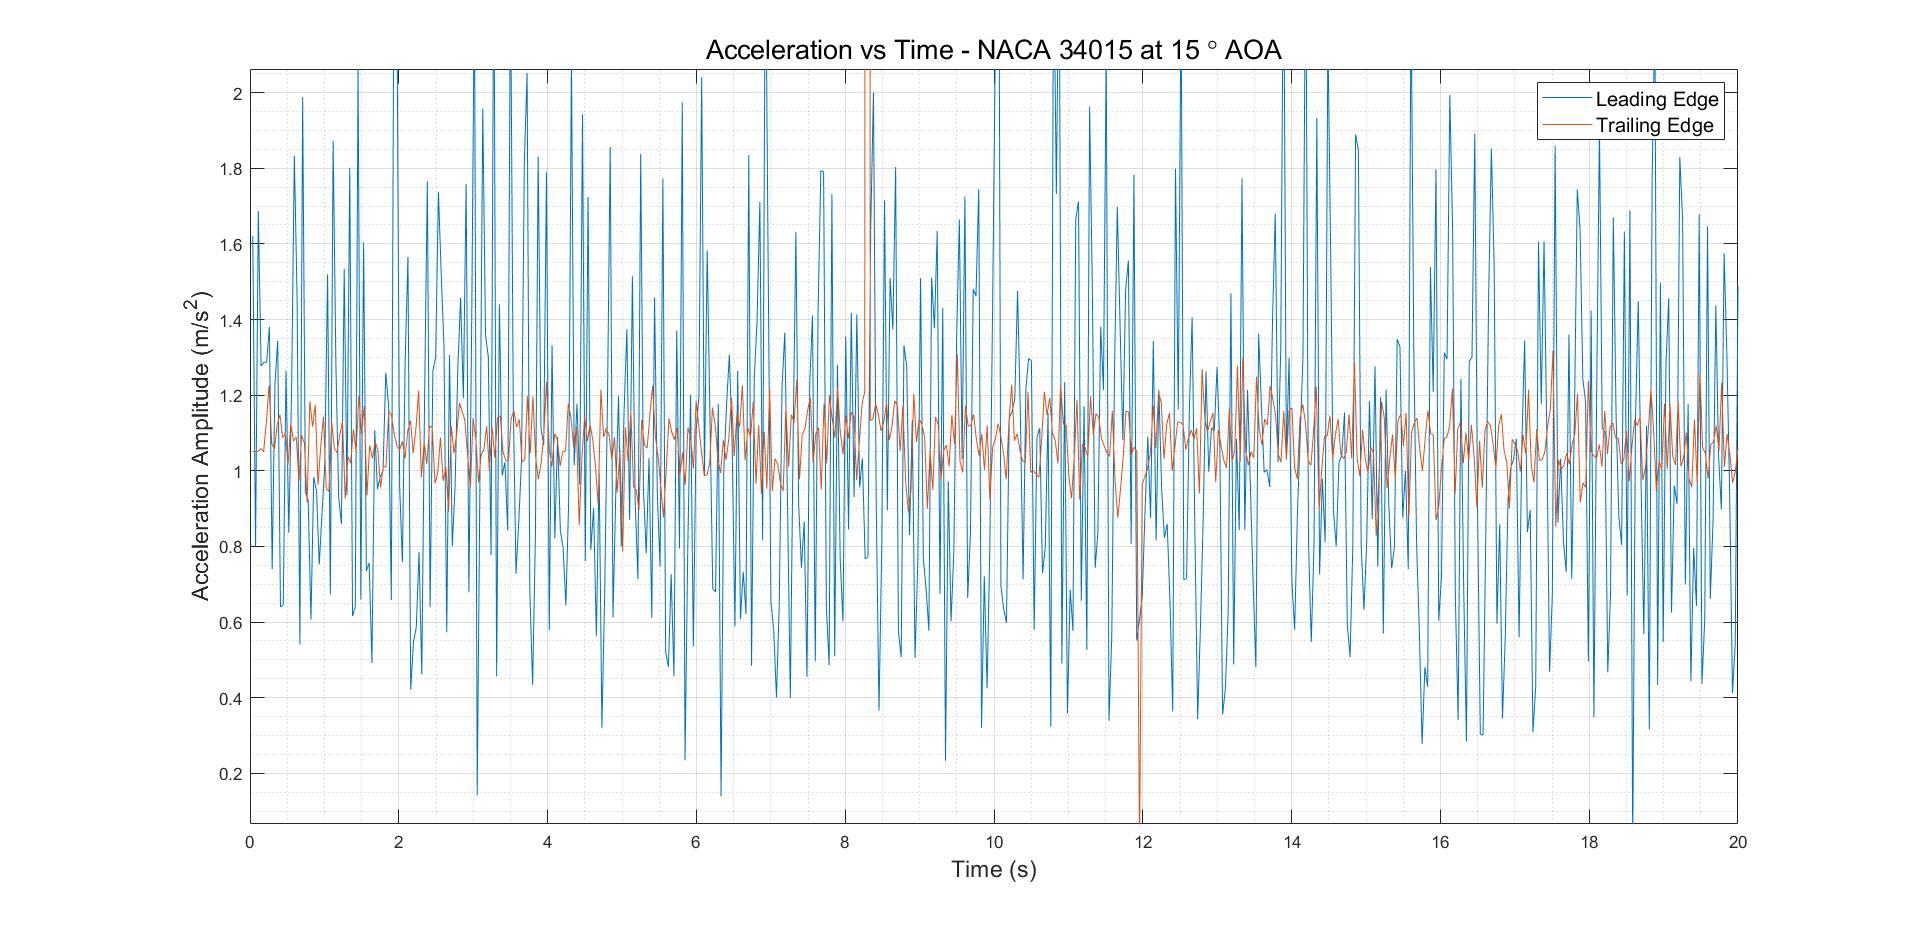 Acceleration vs Time - NACA 34015 at 15 ° AOA
Leading Edge
Trailing Edge
Acceleration Amplitude (m/s²)
2
1.8
1.6
1.4
1.2
1
0.8
0.6
0.4
0.2
0 2 4 6 8 10 12 14 16 18 20
Time (s)